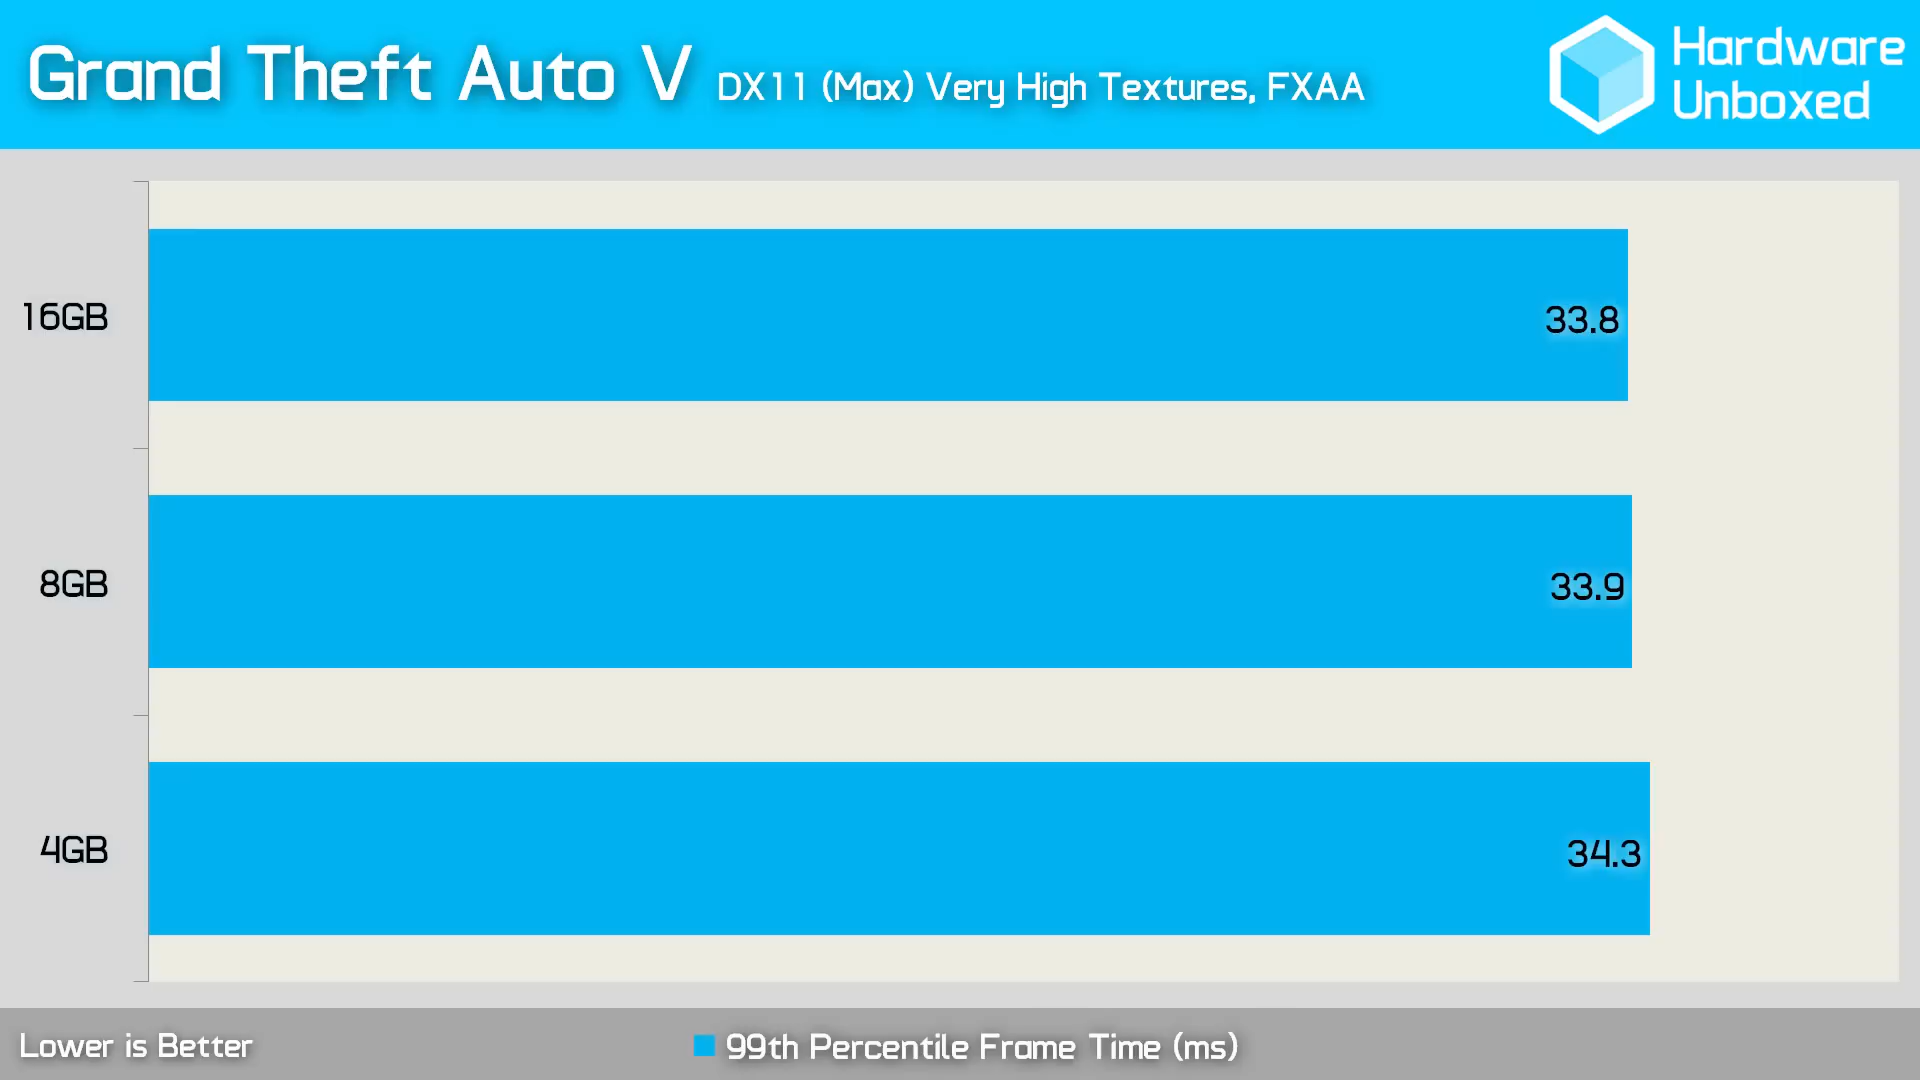 Grand Theft Auto V DX11 (Max) Very High Textures, FXAA
Hardware
Unboxed
16GB
33.8
8GB
33.9
4GB
34.3
Lower is Better
99th Percentile Frame Time (ms)